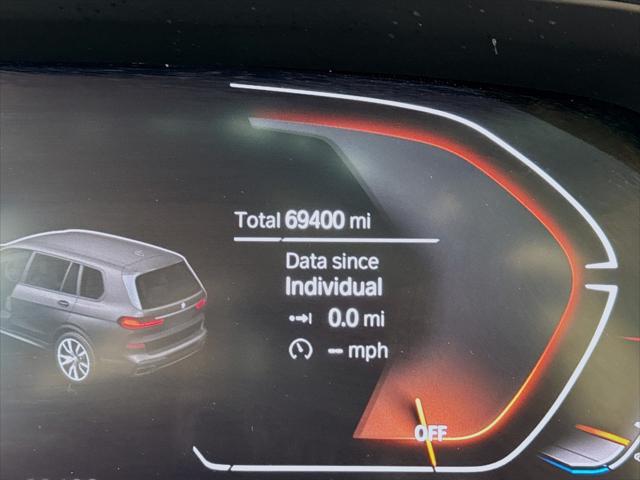 Total 69400 mi
Data since
Individual
0.0 mi
-- mph
OFF